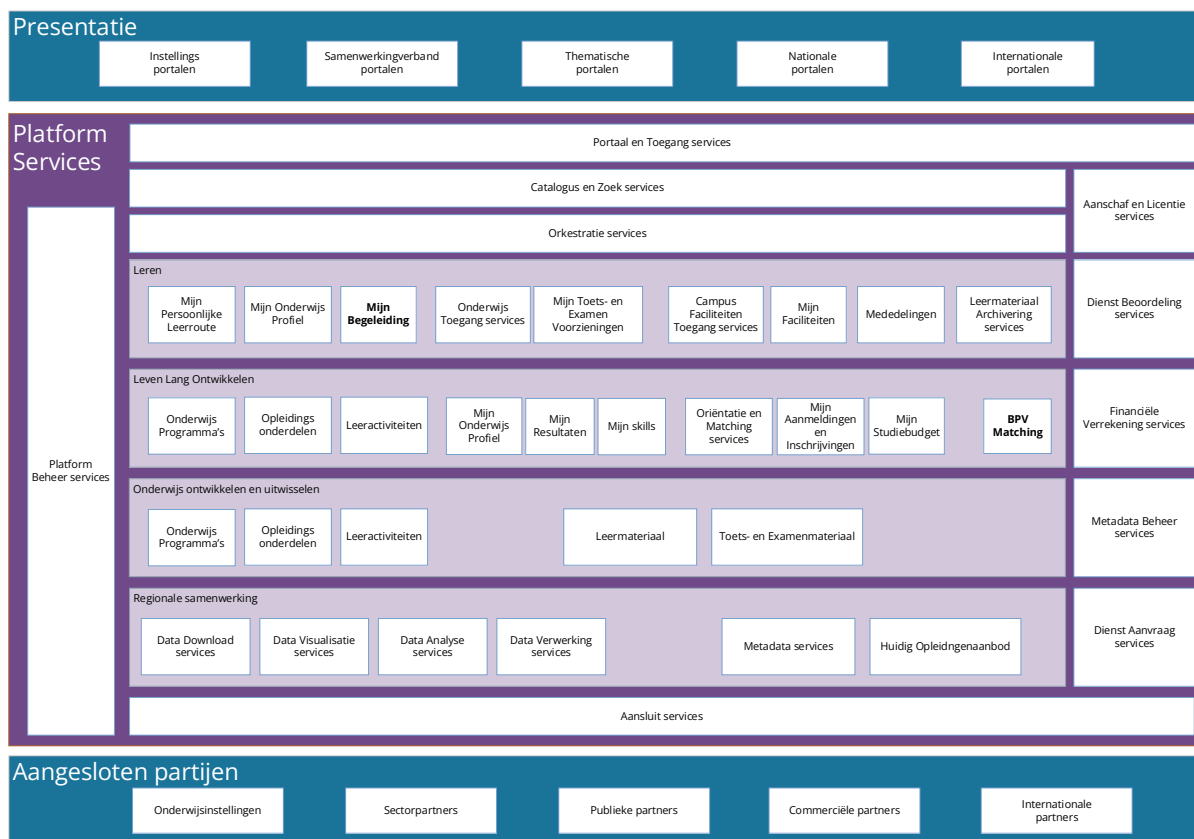 Presentatie
Instellings
portalen
Samenwerkingverband
portalen
Thematische
portalen
Nationale
portalen
Internationale
portalen
Platform
Services
Portaal en Toegang services
Catalogus en Zoek services
Aanschaf en Licentie
services
Orkestratie services
Platform
Beheer services
Leren
Mijn
Persoonlijke
Leerroute
Mijn Onderwijs
Profiel
Mijn
Begeleiding
Onderwijs
Toegang services
Mijn Toets- en
Examen
Voorzieningen
Campus
Faciliteiten
Toegang services
Mijn
Faciliteiten
Mededelingen
Leermateriaal
Archivering
services
Dienst Beoordeling
services
Leven Lang Ontwikkelen
Onderwijs
Programma's
Opleidings
onderdelen
Leeractiviteiten
Mijn
Onderwijs
Profiel
Mijn
Resultaten
Mijn skills
Oriëntatie en
Matching
services
Mijn
Aanmeldingen
en
Inschrijvingen
Mijn
Studiebudget
BPV
Matching
Financiële
Verrekening services
Onderwijs ontwikkelen en uitwisselen
Onderwijs
Programma's
Opleidings
onderdelen
Leeractiviteiten
Leermateriaal
Toets- en Examenmateriaal
Metadata Beheer
services
Regionale samenwerking
Data Download
services
Data Visualisatie
services
Data Analyse
services
Data Verwerking
services
Metadata services
Huidig Opleidngenaanbod
Dienst Aanvraag
services
Aansluit services
Aangesloten partijen
Onderwijsinstellingen
Sectorpartners
Publieke partners
Commerciële partners
Internationale
partners